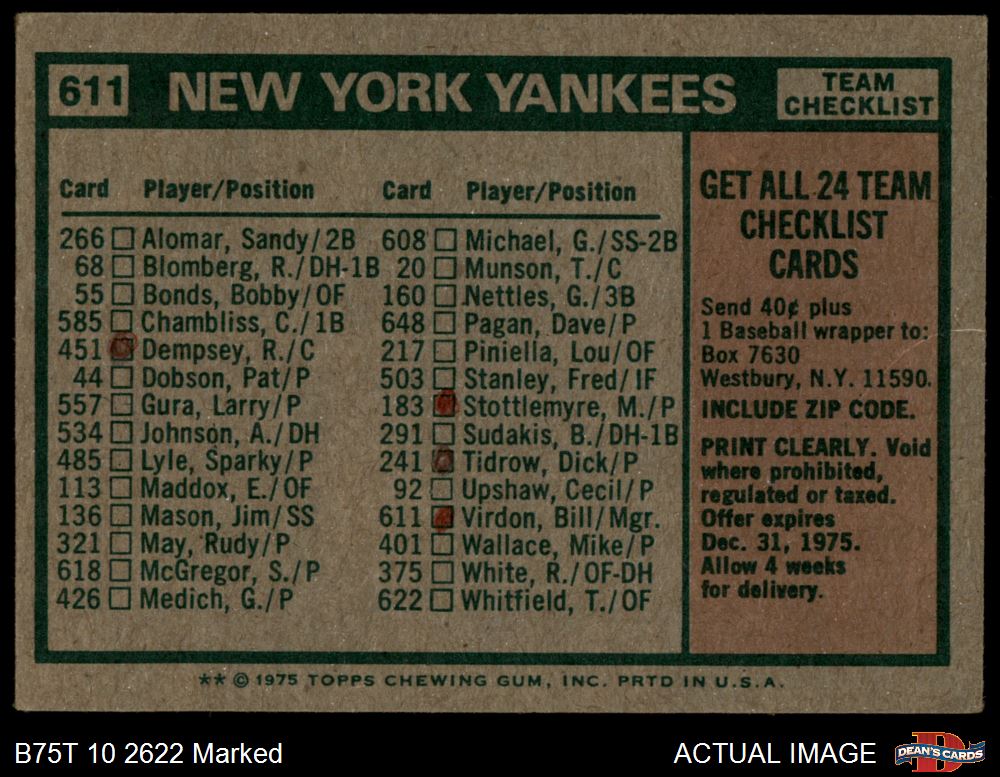 611 NEW YORK YANKEES TEAM CHECKLIST
Card Player/Position
266 Alomar, Sandy/2B
68 Blomberg, R./DH-1B
55 Bonds, Bobby/OF
585 Chambliss, C./1B
451 Dempsey, R./C
44 Dobson, Pat/P
557 Gura, Larry/P
534 Johnson, A./DH
485 Lyle, Sparky/P
113 Maddox, E./OF
136 Mason, Jim/SS
321 May, Rudy/P
618 McGregor, S./P
426 Medich, G./P
Card Player/Position
608 Michael, G./SS-2B
20 Munson, T./C
160 Nettles, G./3B
648 Pagan, Dave/P
217 Piniella, Lou/OF
503 Stanley, Fred/IF
183 Stottlemyre, M./P
291 Sudakis, B./DH-1B
241 Tidrow, Dick/P
92 Upshaw, Cecil/P
611 Virdon, Bill/Mgr.
401 Wallace, Mike/P
375 White, R./OF-DH
622 Whitfield, T./OF
GET ALL 24 TEAM
CHECKLIST
CARDS
Send 40¢ plus
1 Baseball wrapper to:
Box 7630
Westbury, N.Y. 11590.
INCLUDE ZIP CODE.
PRINT CLEARLY. Void
where prohibited,
regulated or taxed.
Offer expires
Dec. 31, 1975.
Allow 4 weeks
for delivery.
** © 1975 TOPPS CHEWING GUM, INC. PRTD IN U.S.A.
B75T 10 2622 Marked
ACTUAL IMAGE
DEAN'S CARDS